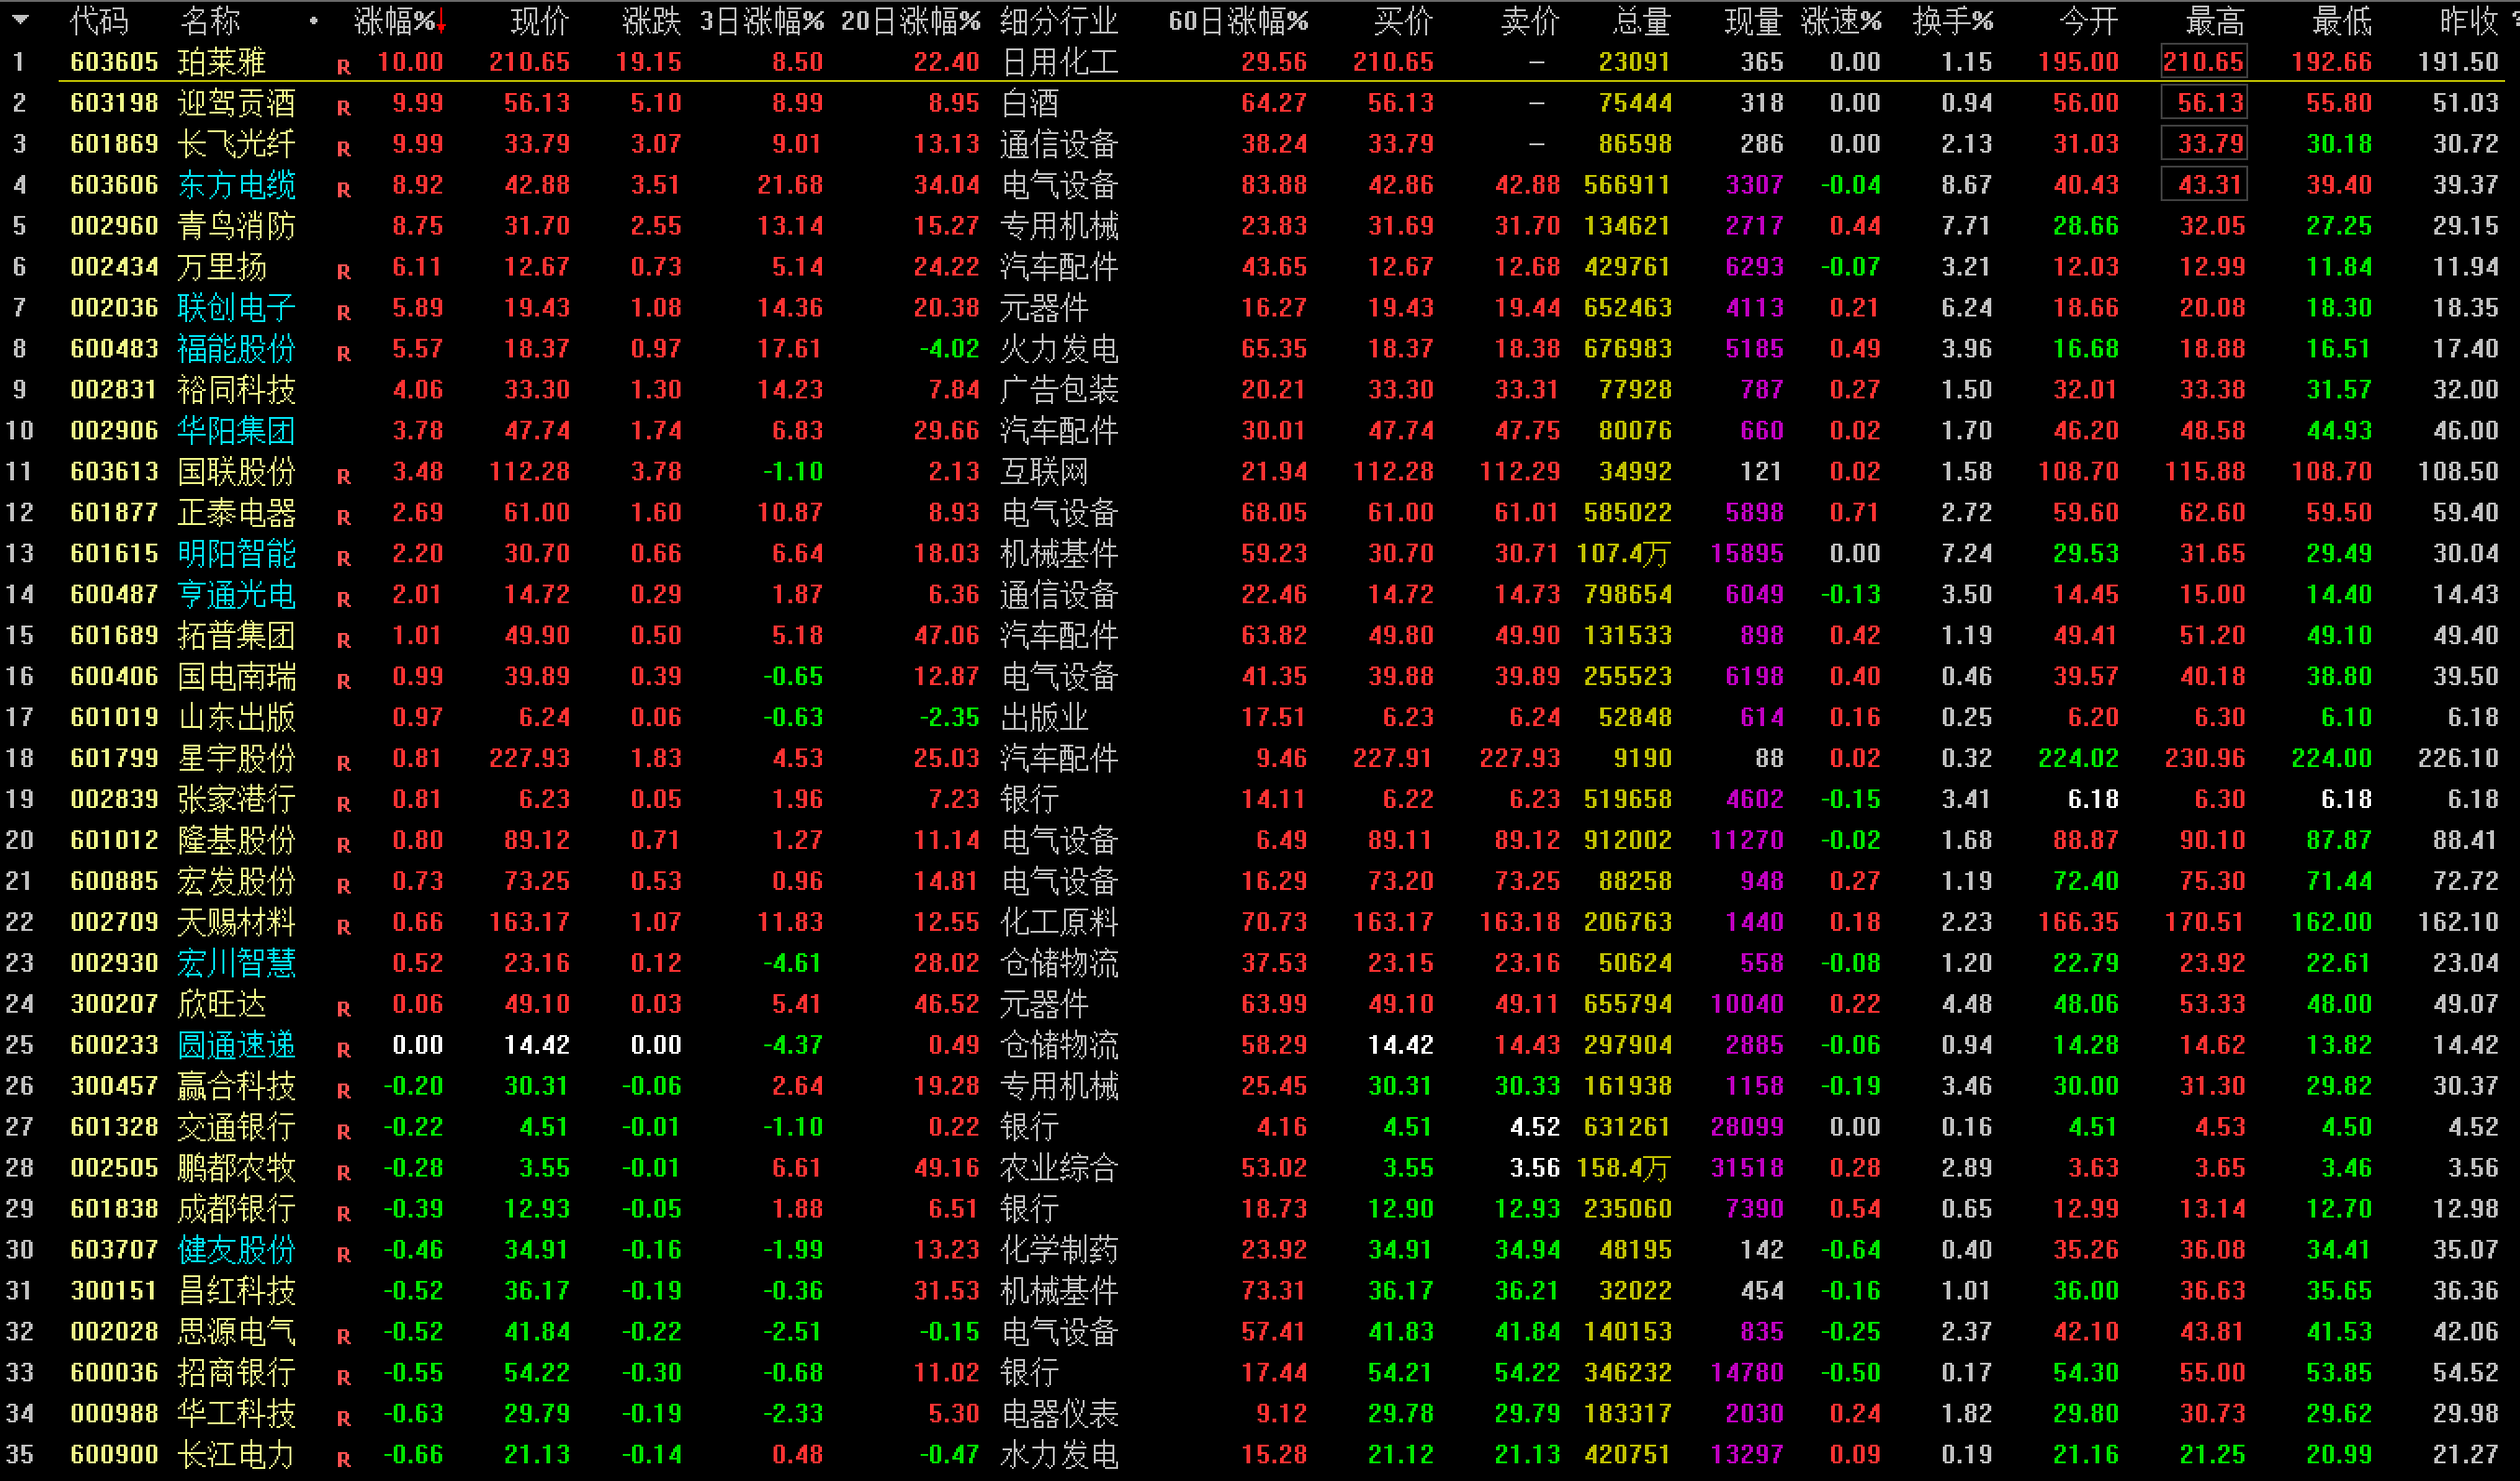 代码 名称 涨幅%↓ 现价 涨跌 3日涨幅% 20日涨幅% 细分行业 60日涨幅% 买价 卖价 总量 现量 涨速% 换手% 今开 最高 最低 昨收
1 603605 珀莱雅 R 10.00 210.65 19.15 8.50 22.40 日用化工 29.56 210.65 — 23091 365 0.00 1.15 195.00 210.65 192.66 191.50
2 603198 迎驾贡酒 R 9.99 56.13 5.10 8.99 8.95 白酒 64.27 56.13 — 75444 318 0.00 0.94 56.00 56.13 55.80 51.03
3 601869 长飞光纤 R 9.99 33.79 3.07 9.01 13.13 通信设备 38.24 33.79 — 86598 286 0.00 2.13 31.03 33.79 30.18 30.72
4 603606 东方电缆 R 8.92 42.88 3.51 21.68 34.04 电气设备 83.88 42.86 42.88 566911 3307 -0.04 8.67 40.43 43.31 39.40 39.37
5 002960 青鸟消防 8.75 31.70 2.55 13.14 15.27 专用机械 23.83 31.69 31.70 134621 2717 0.44 7.71 28.66 32.05 27.25 29.15
6 002434 万里扬 R 6.11 12.67 0.73 5.14 24.22 汽车配件 43.65 12.67 12.68 429761 6293 -0.07 3.21 12.03 12.99 11.84 11.94
7 002036 联创电子 R 5.89 19.43 1.08 14.36 20.38 元器件 16.27 19.43 19.44 652463 4113 0.21 6.24 18.66 20.08 18.30 18.35
8 600483 福能股份 R 5.57 18.37 0.97 17.61 -4.02 火力发电 65.35 18.37 18.38 676983 5185 0.49 3.96 16.68 18.88 16.51 17.40
9 002831 裕同科技 4.06 33.30 1.30 14.23 7.84 广告包装 20.21 33.30 33.31 77928 787 0.27 1.50 32.01 33.38 31.57 32.00
10 002906 华阳集团 3.78 47.74 1.74 6.83 29.66 汽车配件 30.01 47.74 47.75 80076 660 0.02 1.70 46.20 48.58 44.93 46.00
11 603613 国联股份 R 3.48 112.28 3.78 -1.10 2.13 互联网 21.94 112.28 112.29 34992 121 0.02 1.58 108.70 115.88 108.70 108.50
12 601877 正泰电器 R 2.69 61.00 1.60 10.87 8.93 电气设备 68.05 61.00 61.01 585022 5898 0.71 2.72 59.60 62.60 59.50 59.40
13 601615 明阳智能 R 2.20 30.70 0.66 6.64 18.03 机械基件 59.23 30.70 30.71 107.4万 15895 0.00 7.24 29.53 31.65 29.49 30.04
14 600487 亨通光电 R 2.01 14.72 0.29 1.87 6.36 通信设备 22.46 14.72 14.73 798654 6049 -0.13 3.50 14.45 15.00 14.40 14.43
15 601689 拓普集团 R 1.01 49.90 0.50 5.18 47.06 汽车配件 63.82 49.80 49.90 131533 898 0.42 1.19 49.41 51.20 49.10 49.40
16 600406 国电南瑞 R 0.99 39.89 0.39 -0.65 12.87 电气设备 41.35 39.88 39.89 255523 6198 0.40 0.46 39.57 40.18 38.80 39.50
17 601019 山东出版 0.97 6.24 0.06 -0.63 -2.35 出版业 17.51 6.23 6.24 52848 614 0.16 0.25 6.20 6.30 6.10 6.18
18 601799 星宇股份 R 0.81 227.93 1.83 4.53 25.03 汽车配件 9.46 227.91 227.93 9190 88 0.02 0.32 224.02 230.96 224.00 226.10
19 002839 张家港行 R 0.81 6.23 0.05 1.96 7.23 银行 14.11 6.22 6.23 519658 4602 -0.15 3.41 6.18 6.30 6.18 6.18
20 601012 隆基股份 R 0.80 89.12 0.71 1.27 11.14 电气设备 6.49 89.11 89.12 912002 11270 -0.02 1.68 88.87 90.10 87.87 88.41
21 600885 宏发股份 R 0.73 73.25 0.53 0.96 14.81 电气设备 16.29 73.20 73.25 88258 948 0.27 1.19 72.40 75.30 71.44 72.72
22 002709 天赐材料 R 0.66 163.17 1.07 11.83 12.55 化工原料 70.73 163.17 163.18 206763 1440 0.18 2.23 166.35 170.51 162.00 162.10
23 002930 宏川智慧 0.52 23.16 0.12 -4.61 28.02 仓储物流 37.53 23.15 23.16 50624 558 -0.08 1.20 22.79 23.92 22.61 23.04
24 300207 欣旺达 R 0.06 49.10 0.03 5.41 46.52 元器件 63.99 49.10 49.11 655794 10040 0.22 4.48 48.06 53.33 48.00 49.07
25 600233 圆通速递 R 0.00 14.42 0.00 -4.37 0.49 仓储物流 58.29 14.42 14.43 297904 2885 -0.06 0.94 14.28 14.62 13.82 14.42
26 300457 赢合科技 R -0.20 30.31 -0.06 2.64 19.28 专用机械 25.45 30.31 30.33 161938 1158 -0.19 3.46 30.00 31.30 29.82 30.37
27 601328 交通银行 R -0.22 4.51 -0.01 -1.10 0.22 银行 4.16 4.51 4.52 631261 28099 0.00 0.16 4.51 4.53 4.50 4.52
28 002505 鹏都农牧 R -0.28 3.55 -0.01 6.61 49.16 农业综合 53.02 3.55 3.56 158.4万 31518 0.28 2.89 3.63 3.65 3.46 3.56
29 601838 成都银行 R -0.39 12.93 -0.05 1.88 6.51 银行 18.73 12.90 12.93 235060 7390 0.54 0.65 12.99 13.14 12.70 12.98
30 603707 健友股份 R -0.46 34.91 -0.16 -1.99 13.23 化学制药 23.92 34.91 34.94 48195 142 -0.64 0.40 35.26 36.08 34.41 35.07
31 300151 昌红科技 -0.52 36.17 -0.19 -0.36 31.53 机械基件 73.31 36.17 36.21 32022 454 -0.16 1.01 36.00 36.63 35.65 36.36
32 002028 思源电气 R -0.52 41.84 -0.22 -2.51 -0.15 电气设备 57.41 41.83 41.84 140153 835 -0.25 2.37 42.10 43.81 41.53 42.06
33 600036 招商银行 R -0.55 54.22 -0.30 -0.68 11.02 银行 17.44 54.21 54.22 346232 14780 -0.50 0.17 54.30 55.00 53.85 54.52
34 000988 华工科技 R -0.63 29.79 -0.19 -2.33 5.30 电器仪表 9.12 29.78 29.79 183317 2030 0.24 1.82 29.80 30.73 29.62 29.98
35 600900 长江电力 R -0.66 21.13 -0.14 0.48 -0.47 水力发电 15.28 21.12 21.13 420751 13297 0.09 0.19 21.16 21.25 20.99 21.27